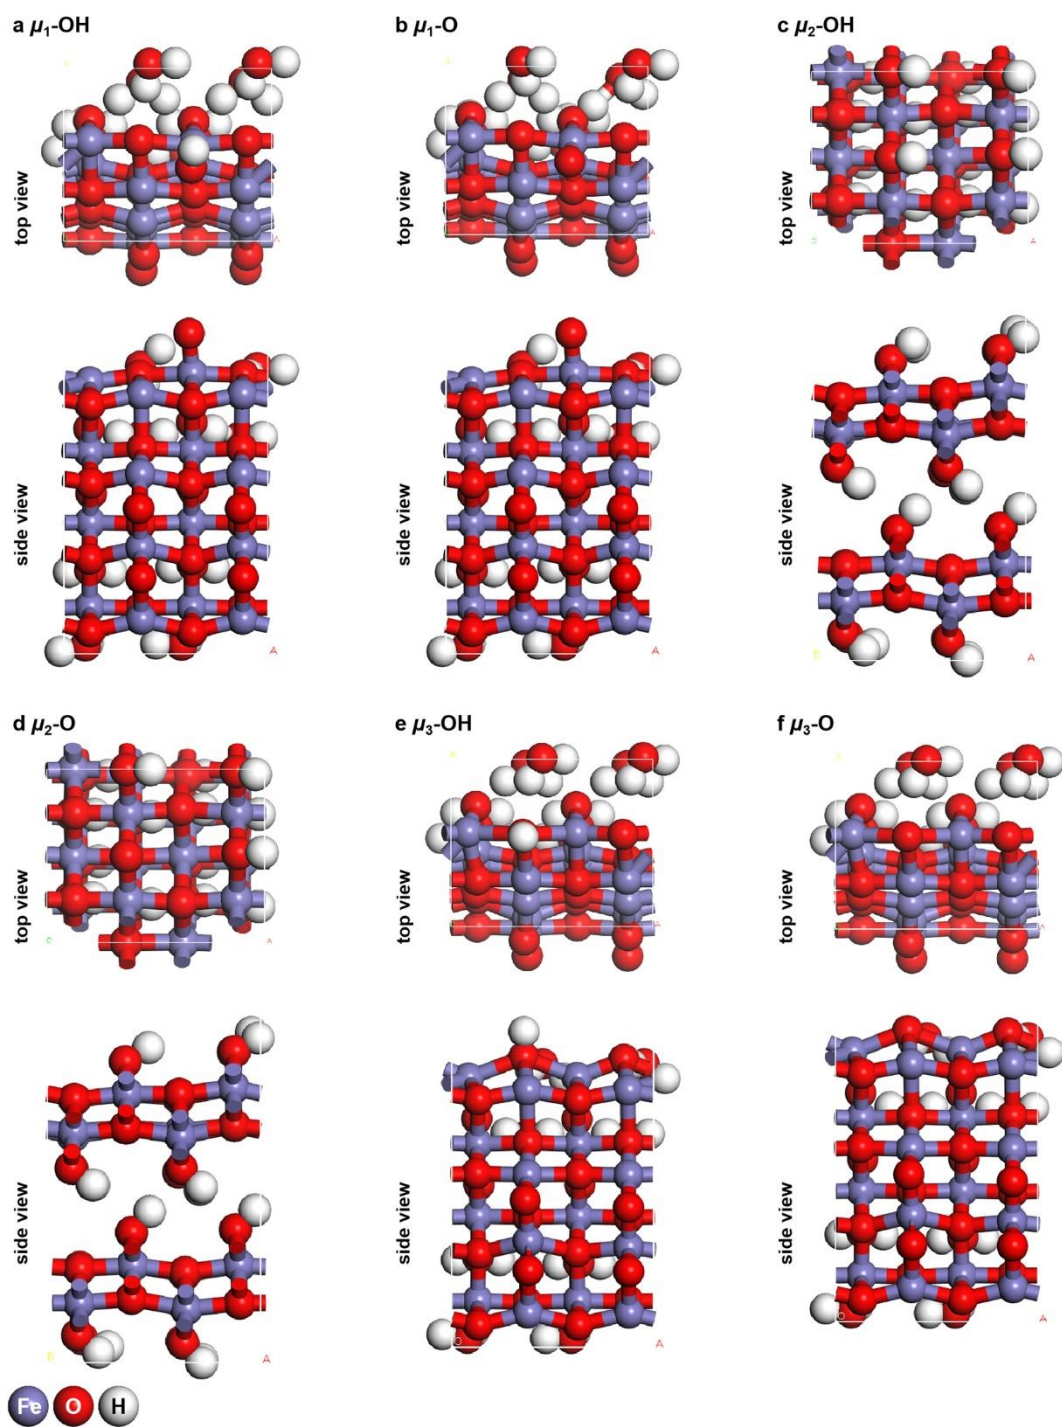 a μ₁-OH
b μ₁-O
c μ₂-OH
top view
top view
top view
A
A
A
side view
side view
side view
A
A
A
d μ₂-O
e μ₃-OH
f μ₃-O
top view
top view
top view
A
A
A
side view
side view
side view
O
A
O
A
A
Fe O H